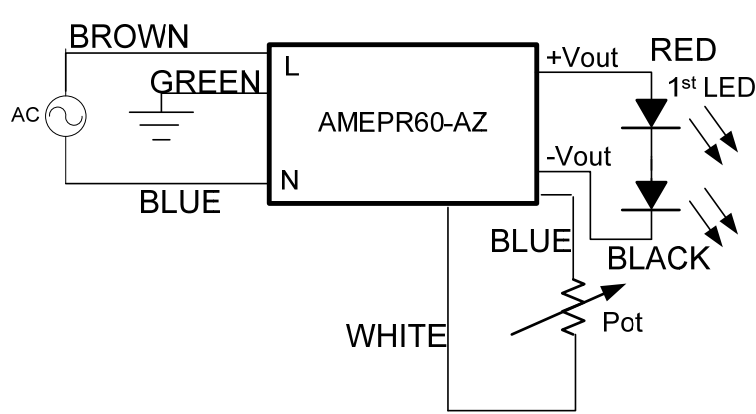 BROWN
GREEN
L
AC
AMEPR60-AZ
N
BLUE
+Vout
RED
1st LED
-Vout
BLUE
BLACK
WHITE
Pot